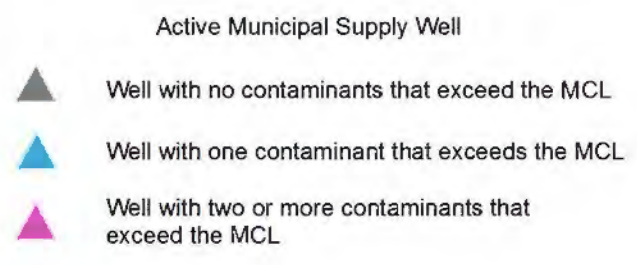 Active Municipal Supply Well
Well with no contaminants that exceed the MCL
Well with one contaminant that exceeds the MCL
Well with two or more contaminants that
exceed the MCL